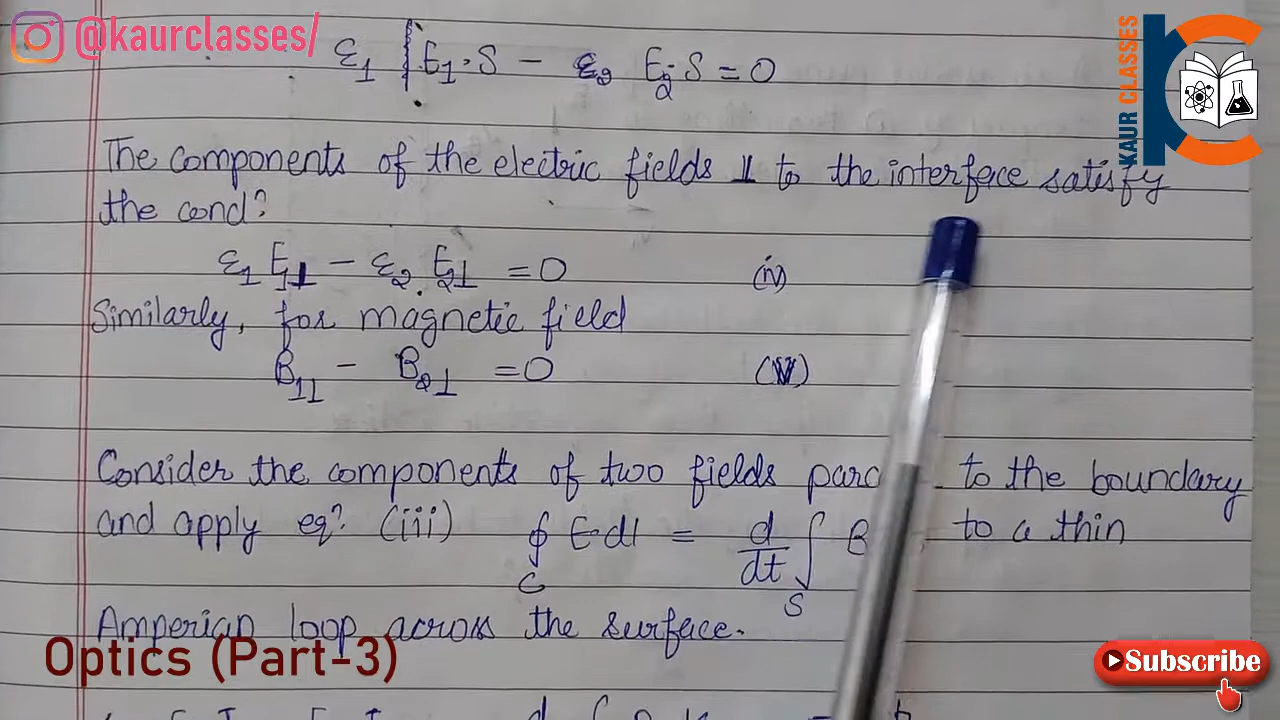 @kaurclasses/
KAUR CLASSES
ε1 E1·S - ε2 E2·S = 0
The components of the electric fields ⊥ to the interface satisfy
the condⁿ
ε1 E1⊥ - ε2 E2⊥ = 0 (iv)
Similarly, for magnetic field
B1⊥ - B2⊥ = 0 (V)
Consider the components of two fields to the boundary
and apply eqⁿ (iii) ∮C E·dl = d/dt ∫S B to a thin
Amperian loop across the surface.
Optics (Part-3)
Subscribe